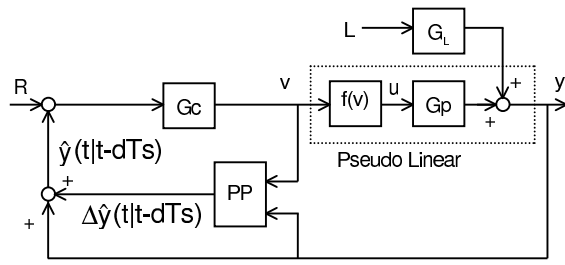 L
G_L
R
Gc
v
f(v)
u
Gp
+
+
y
Pseudo Linear
ŷ(t|t-dTs)
+
PP
Δŷ(t|t-dTs)
+